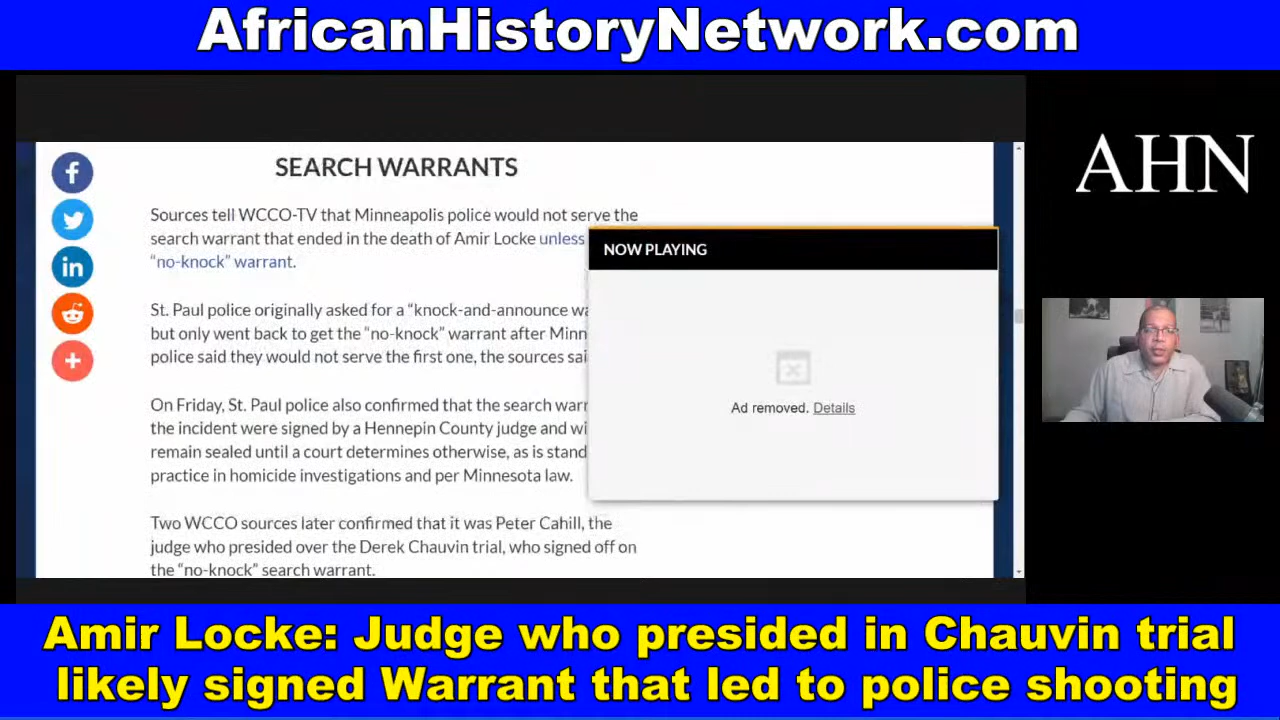 AfricanHistoryNetwork.com
AHN
SEARCH WARRANTS
Sources tell WCCO-TV that Minneapolis police would not serve the
search warrant that ended in the death of Amir Locke unless
“no-knock” warrant.
St. Paul police originally asked for a “knock-and-announce
but only went back to get the “no-knock” warrant after
police said they would not serve the first one, the sources
On Friday, St. Paul police also confirmed that the search
the incident were signed by a Hennepin County judge and
remain sealed until a court determines otherwise, as is
practice in homicide investigations and per Minnesota law.
Two WCCO sources later confirmed that it was Peter Cahill, the
judge who presided over the Derek Chauvin trial, who signed off on
the “no-knock” search warrant.
NOW PLAYING
Ad removed. Details
Amir Locke: Judge who presided in Chauvin trial
likely signed Warrant that led to police shooting